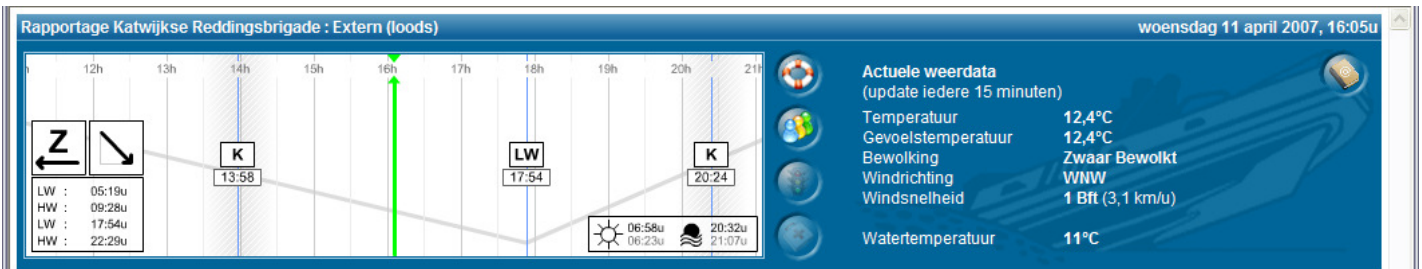 Rapportage Katwijkse Reddingsbrigade : Extern (loods)
woensdag 11 april 2007, 16:05u
12h 13h 14h 15h 16h 17h 18h 19h 20h 21h
Z
K
13:58
LW
17:54
K
20:24
LW : 05:19u
HW : 09:28u
LW : 17:54u
HW : 22:29u
06:58u 20:32u
06:23u 21:07u
Actuele weerdata
(update iedere 15 minuten)
Temperatuur 12,4°C
Gevoelstemperatuur 12,4°C
Bewolking Zwaar Bewolkt
Windrichting WNW
Windsnelheid 1 Bft (3,1 km/u)
Watertemperatuur 11°C